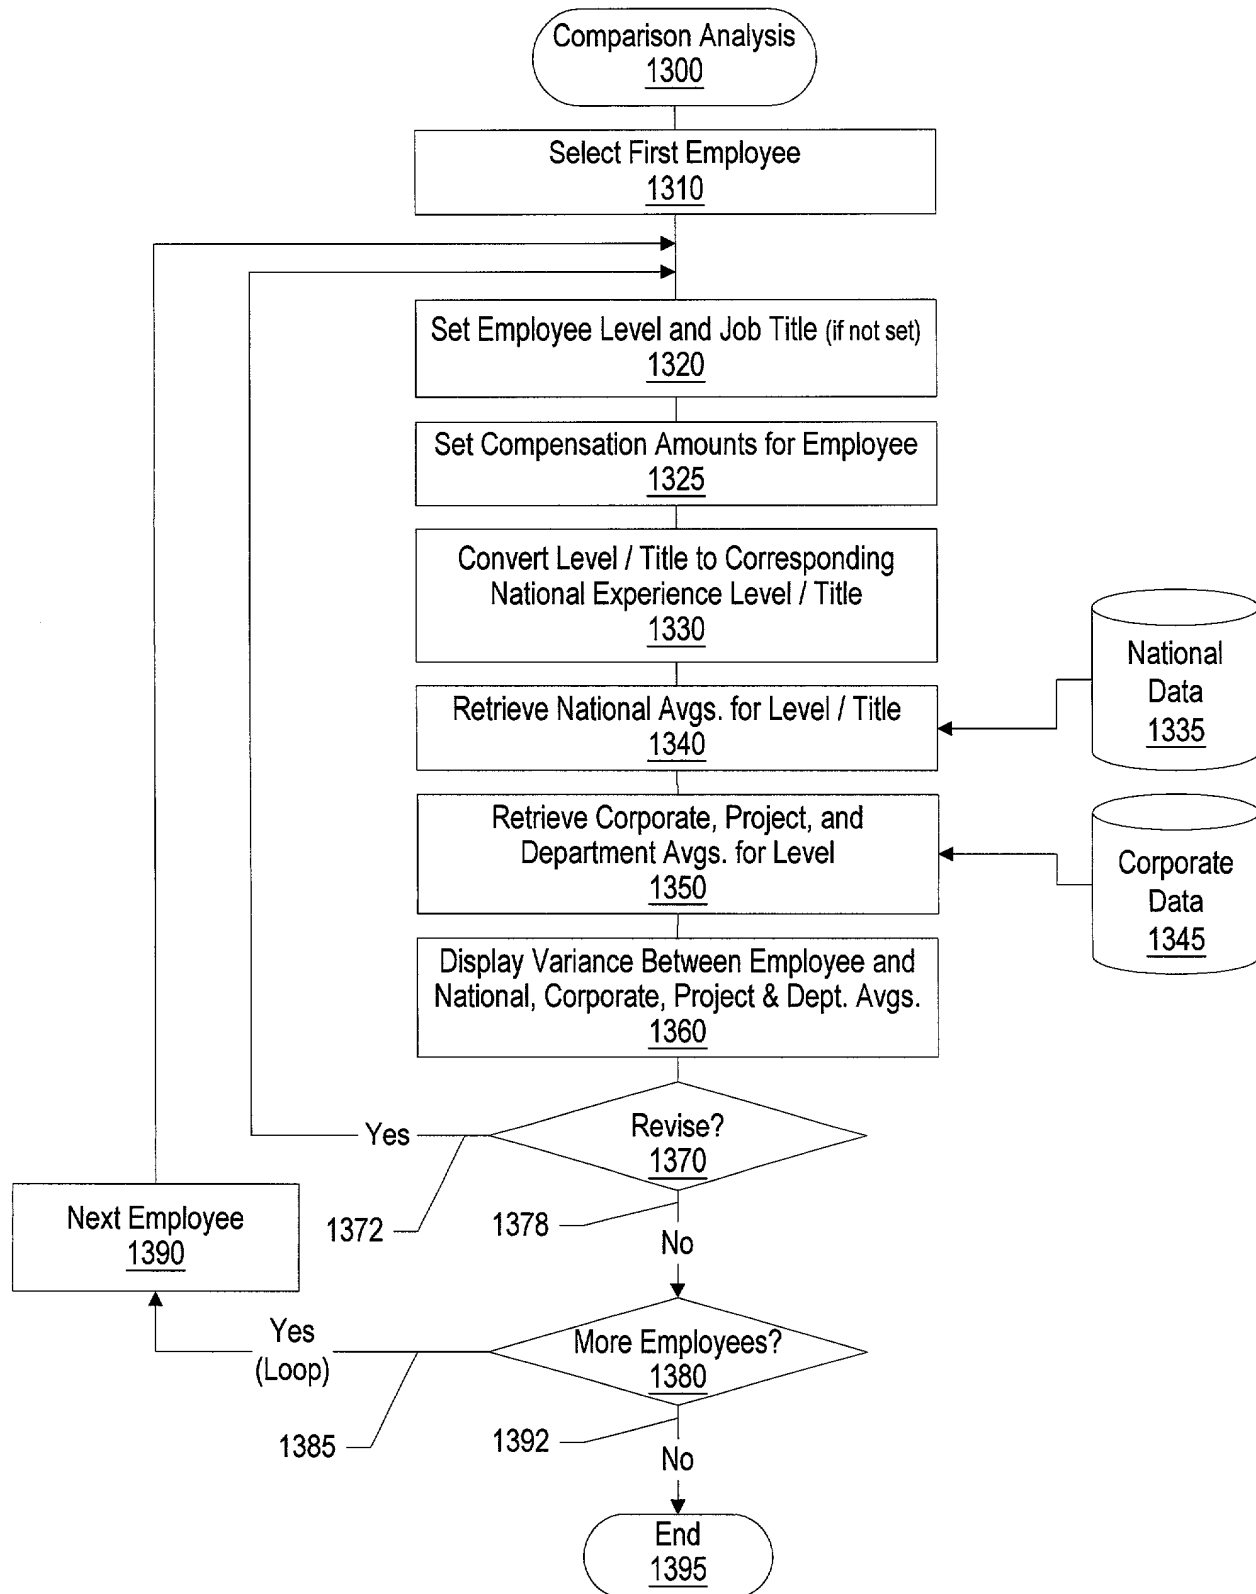 Comparison Analysis
1300
Select First Employee
1310
Set Employee Level and Job Title (if not set)
1320
Set Compensation Amounts for Employee
1325
Convert Level / Title to Corresponding
National Experience Level / Title
1330
National
Data
1335
Retrieve National Avgs. for Level / Title
1340
Retrieve Corporate, Project, and
Department Avgs. for Level
1350
Corporate
Data
1345
Display Variance Between Employee and
National, Corporate, Project & Dept. Avgs.
1360
Revise?
1370
Yes
1372
1378
No
Next Employee
1390
More Employees?
1380
Yes
(Loop)
1385
1392
No
End
1395